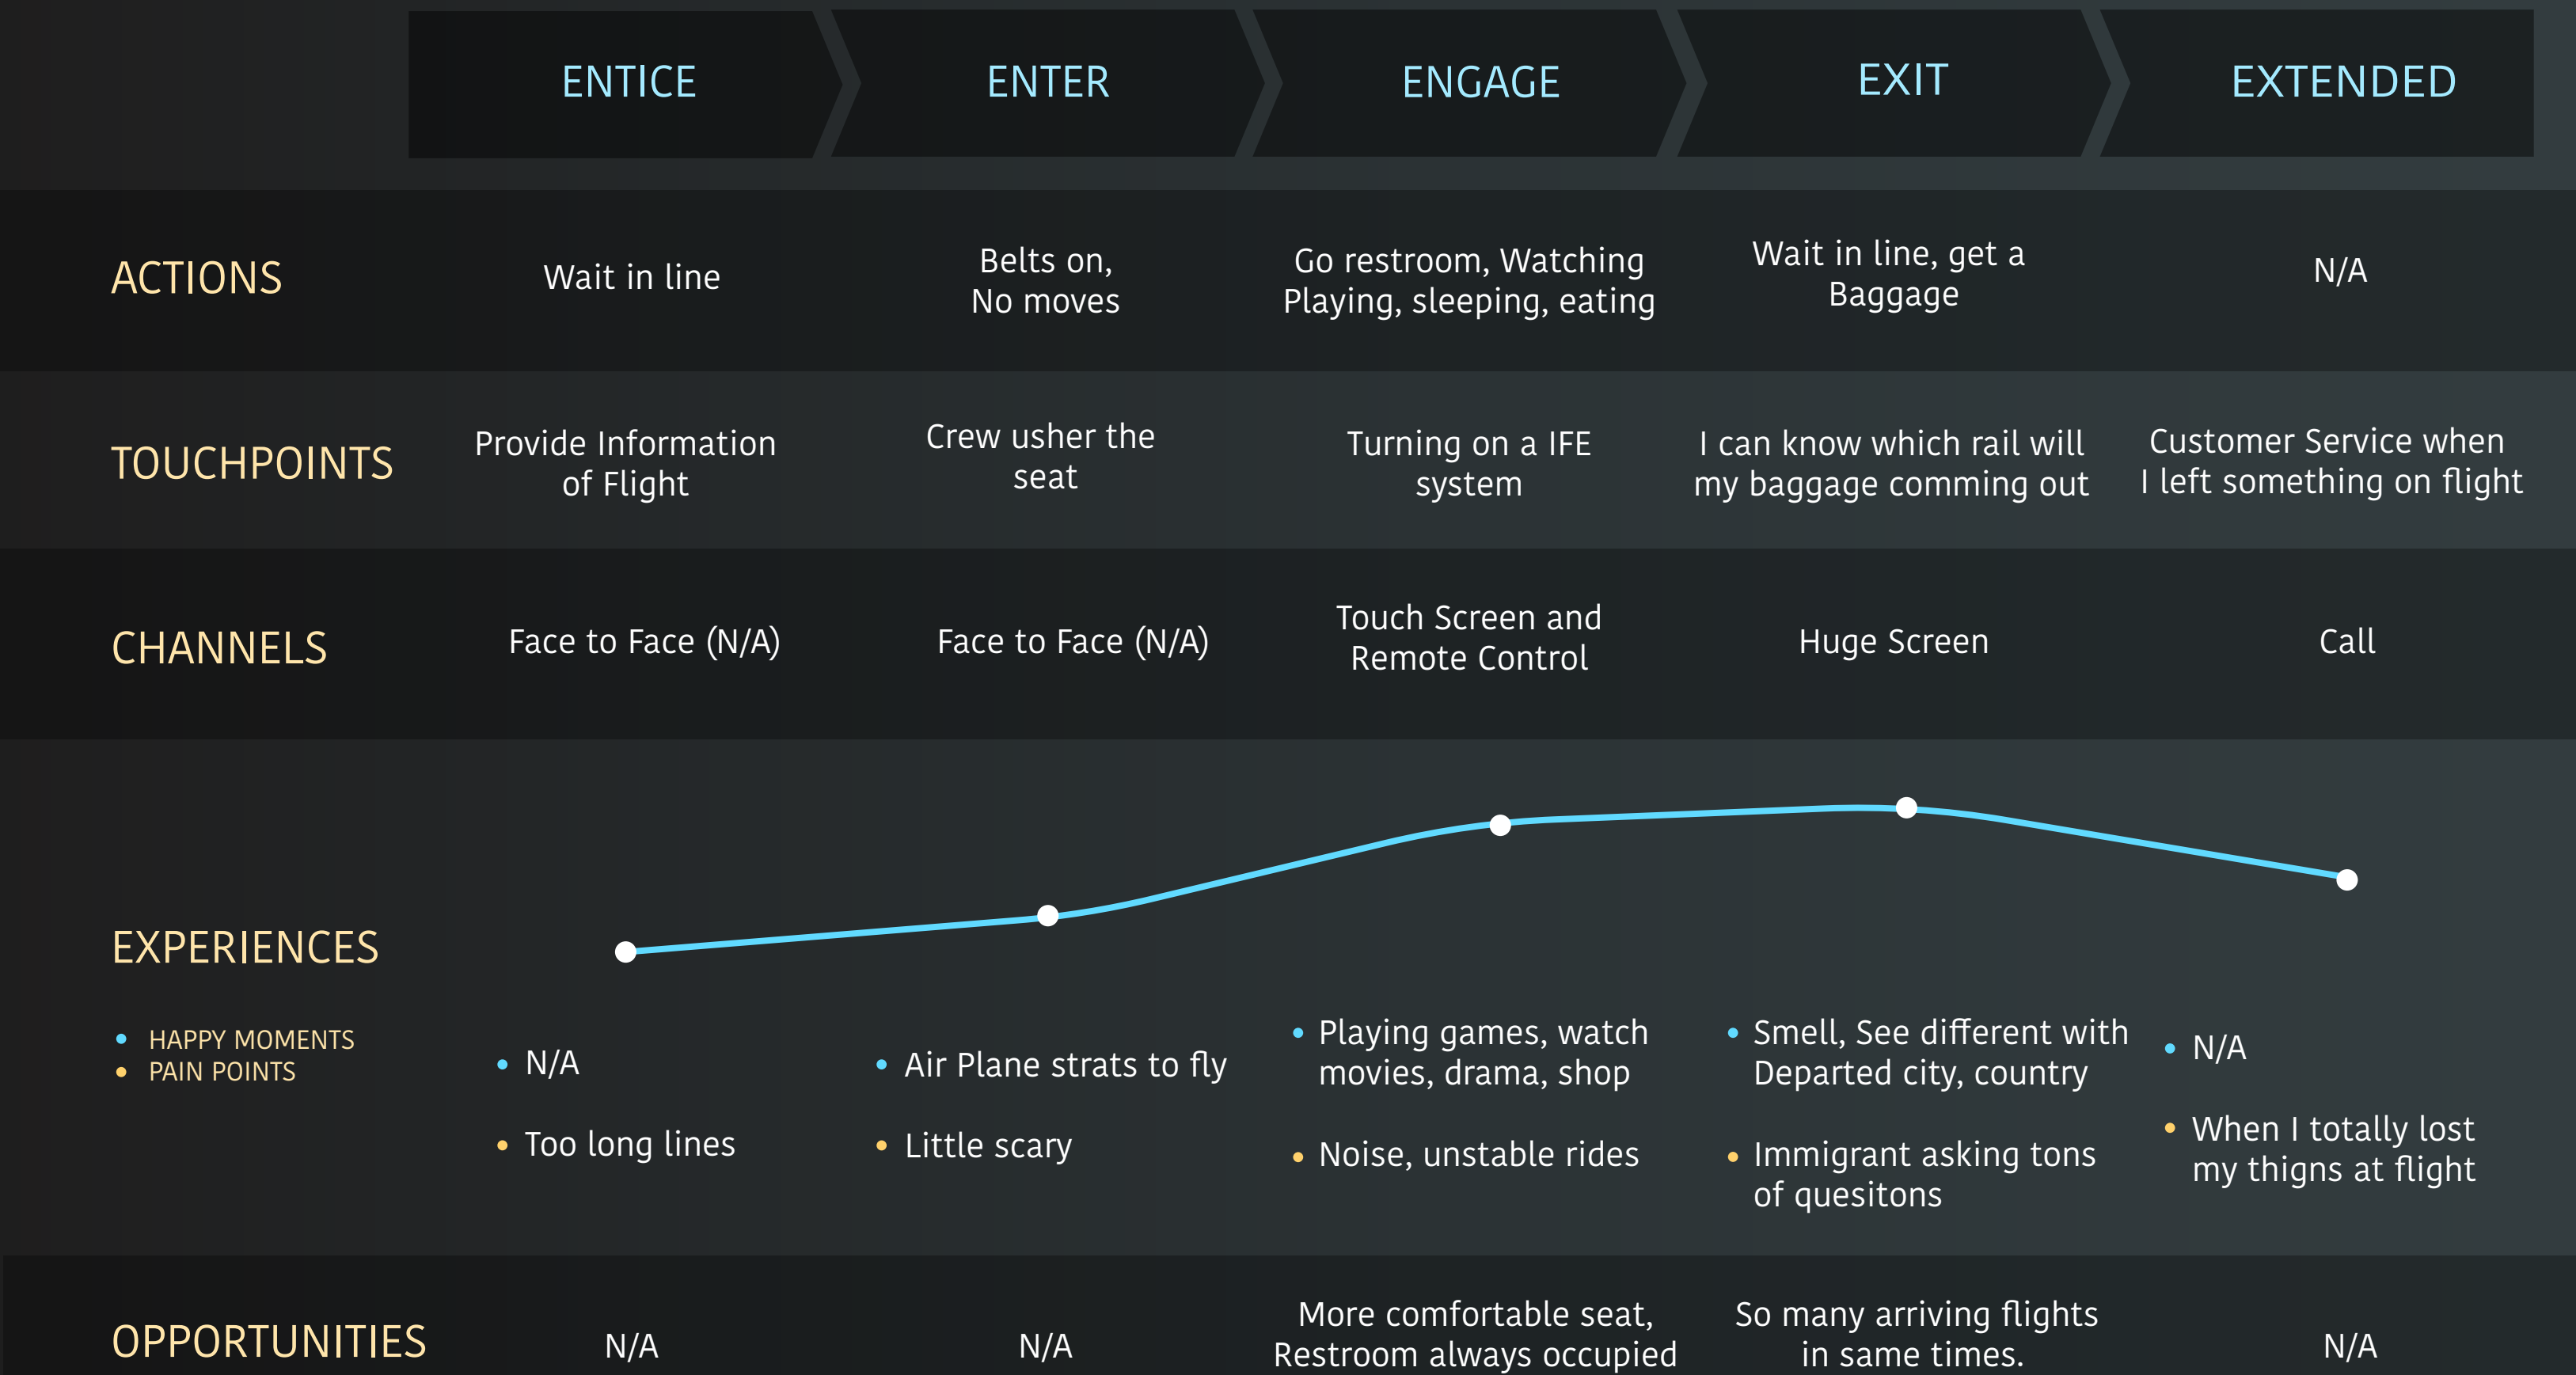 ENTICE
ENTER
ENGAGE
EXIT
EXTENDED
ACTIONS
Wait in line
Belts on,
No moves
Go restroom, Watching
Playing, sleeping, eating
Wait in line, get a
Baggage
N/A
TOUCHPOINTS
Provide Information
of Flight
Crew usher the
seat
Turning on a IFE
system
I can know which rail will
my baggage comming out
Customer Service when
I left something on flight
CHANNELS
Face to Face (N/A)
Face to Face (N/A)
Touch Screen and
Remote Control
Huge Screen
Call
EXPERIENCES
HAPPY MOMENTS
PAIN POINTS
N/A
Too long lines
Air Plane strats to fly
Little scary
Playing games, watch
movies, drama, shop
Noise, unstable rides
Smell, See different with
Departed city, country
Immigrant asking tons
of quesitons
N/A
When I totally lost
my thigns at flight
OPPORTUNITIES
N/A
N/A
More comfortable seat,
Restroom always occupied
So many arriving flights
in same times.
N/A